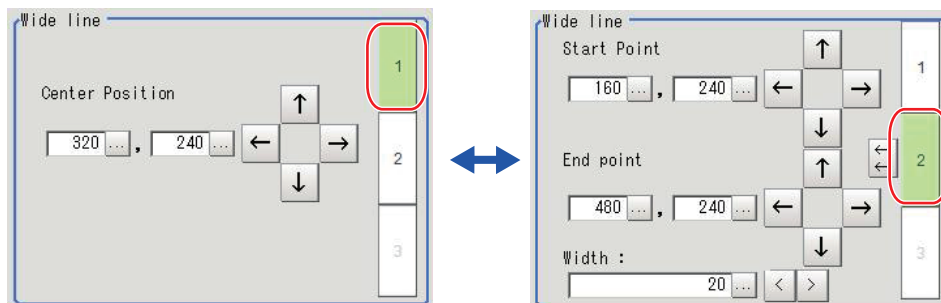 Wide line
1
Center Position
↑
320 ... , 240 ... ← →
2
↓
3
Wide line
Start Point
↑
1
160 ... , 240 ... ← →
↓
End point
↑
←
←
2
480 ... , 240 ... ← →
↓
3
Width :
20 ... < >